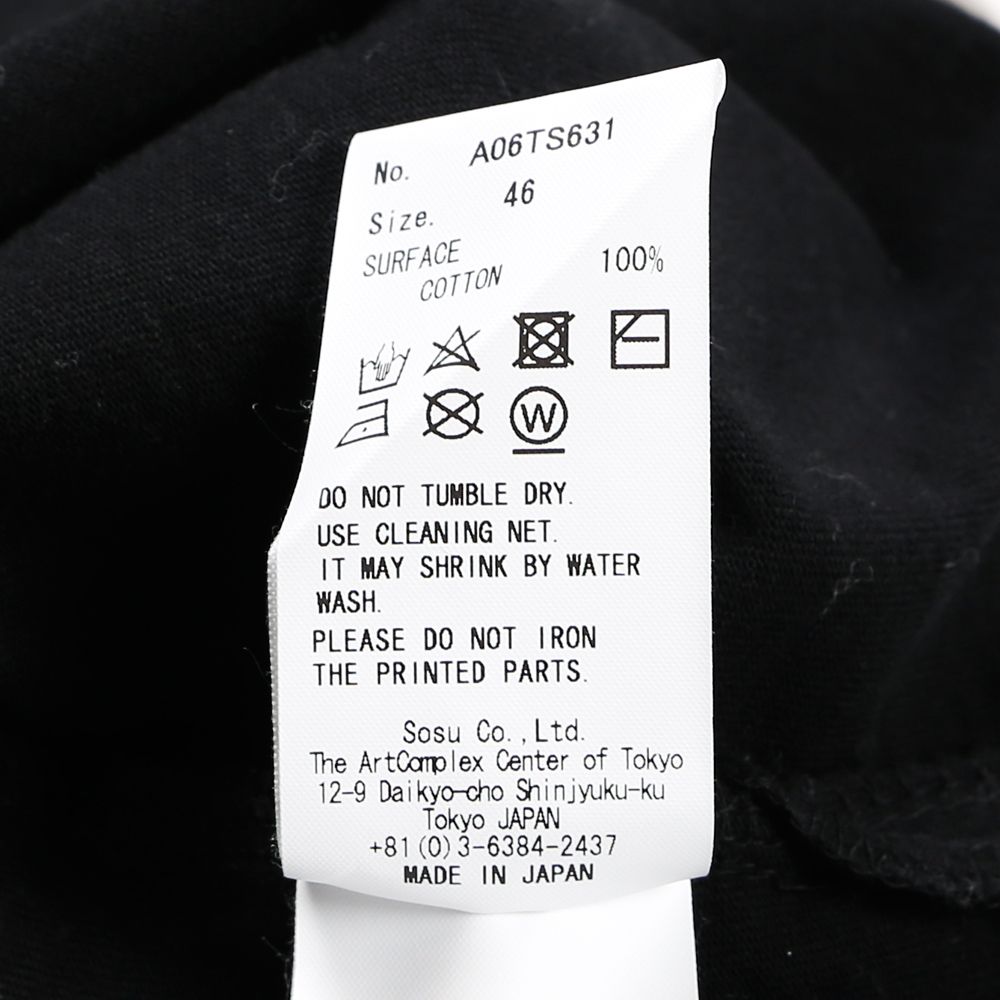 No. A06TS631
Size. 46
SURFACE
COTTON 100%
W
DO NOT TUMBLE DRY.
USE CLEANING NET.
IT MAY SHRINK BY WATER
WASH.
PLEASE DO NOT IRON
THE PRINTED PARTS.
Sosu Co.,Ltd.
The ArtComplex Center of Tokyo
12-9 Daikyo-cho Shinjyuku-ku
Tokyo JAPAN
+81(0)3-6384-2437
MADE IN JAPAN